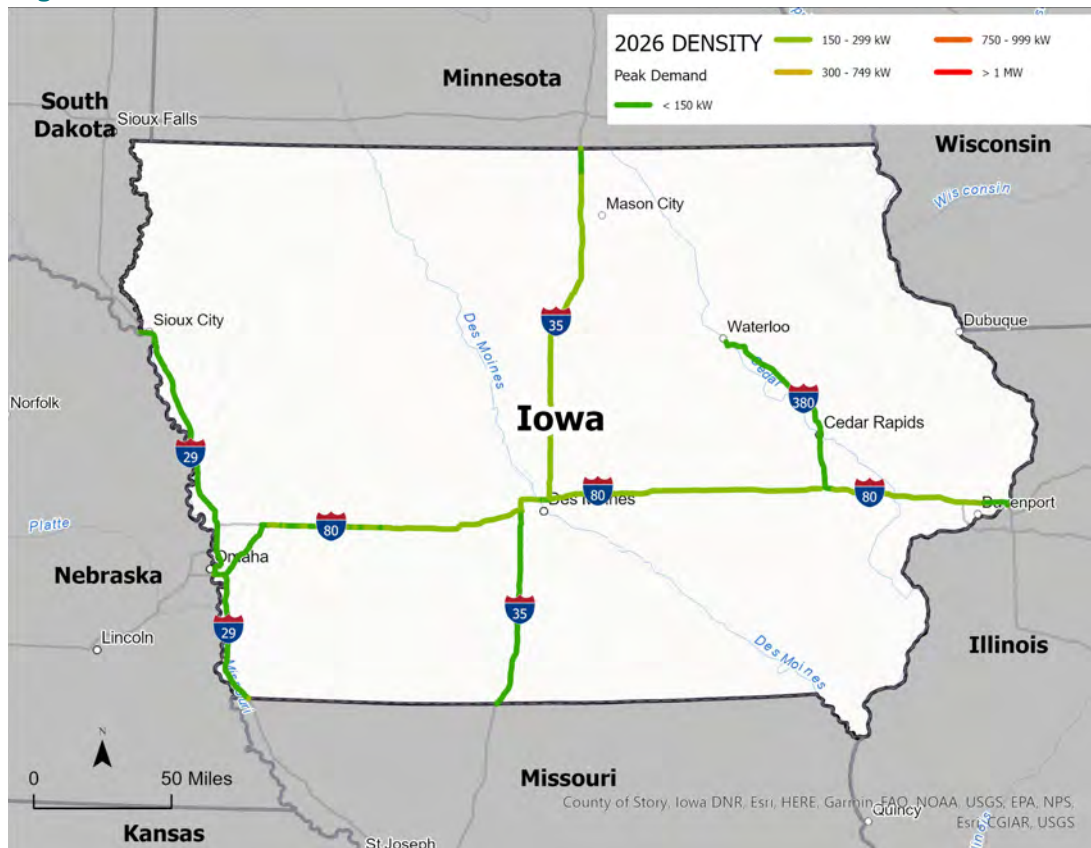 2026 DENSITY
Peak Demand
< 150 kW
150 - 299 kW
300 - 749 kW
750 - 999 kW
> 1 MW
Minnesota
South
Dakota
Sioux Falls
Wisconsin
Wisconsin
Mason City
35
Sioux City
Des Moines
Waterloo
Dubuque
Cedar
Norfolk
380
Iowa
Cedar Rapids
29
80
80
Des Moines
Davenport
Platte
80
Omaha
Nebraska
35
29
Lincoln
Des Moines
Illinois
Missouri
N
0 50 Miles
Missouri
County of Story, Iowa DNR, Esri, HERE, Garmin, FAO, NOAA, USGS, EPA, NPS,
Esri, CGIAR, USGS
Quincy
Kansas
St Joseph